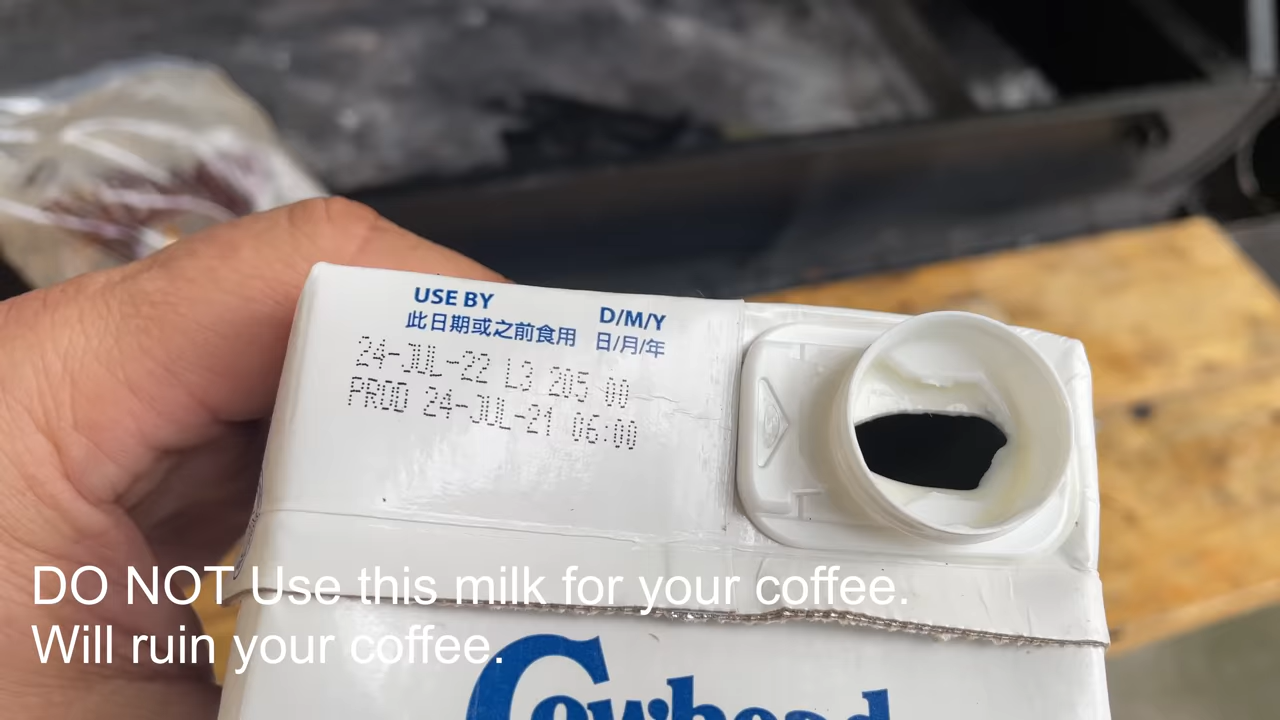 USE BY
D/M/Y
此日期或之前食用
日/月/年
24-JUL-22 L3 205 00
PROD 24-JUL-21 06:00
DO NOT Use this milk for your coffee.
Will ruin your coffee.
Cowhead